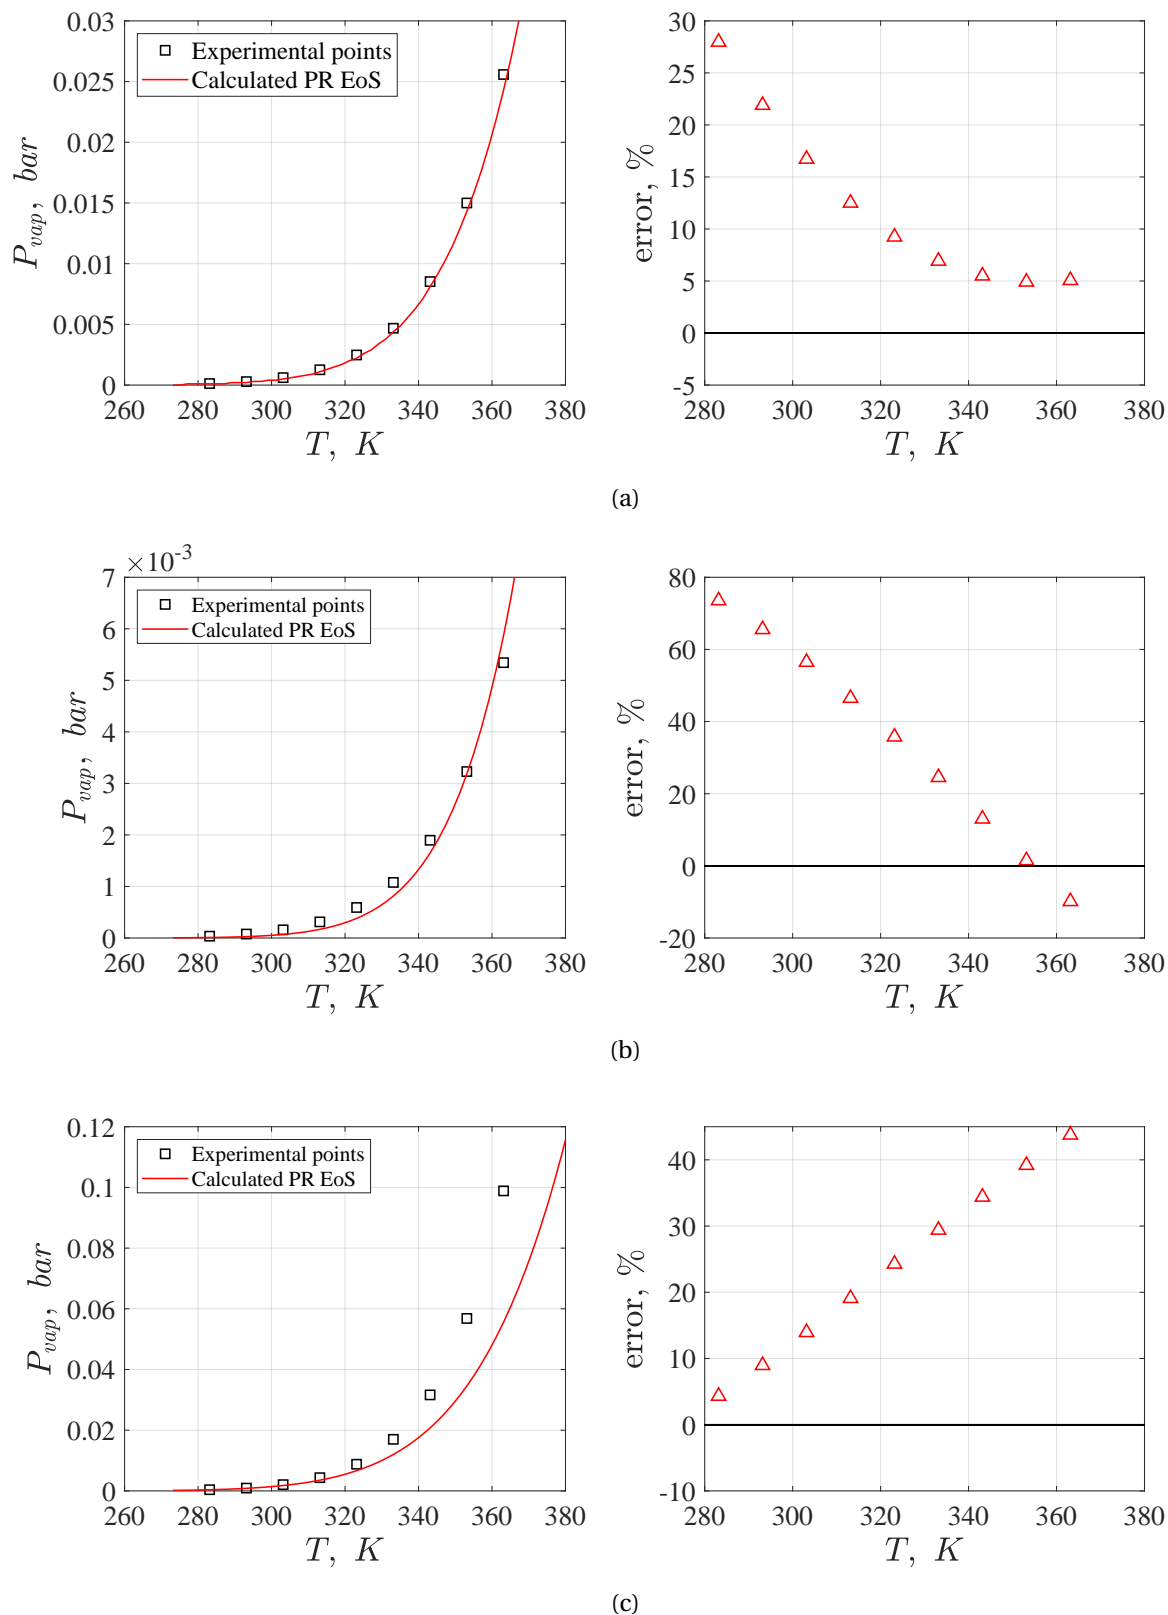 0.03
0.025
0.02
0.015
0.01
0.005
0
P_vap, bar
Experimental points
Calculated PR EoS
260 280 300 320 340 360 380
T, K
30
25
20
15
10
5
0
-5
error, %
280 300 320 340 360 380
T, K
(a)
×10^-3
7
6
5
4
3
2
1
0
P_vap, bar
Experimental points
Calculated PR EoS
260 280 300 320 340 360 380
T, K
80
60
40
20
0
-20
error, %
280 300 320 340 360 380
T, K
(b)
0.12
0.1
0.08
0.06
0.04
0.02
0
P_vap, bar
Experimental points
Calculated PR EoS
260 280 300 320 340 360 380
T, K
40
30
20
10
0
-10
error, %
280 300 320 340 360 380
T, K
(c)